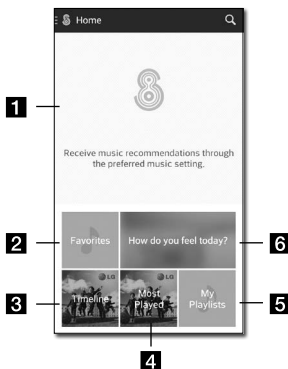 Home
1
Receive music recommendations through
the preferred music setting.
2
Favorites
How do you feel today?
6
3
LG
Timeline
LG
Most
Played
My
Playlists
5
4